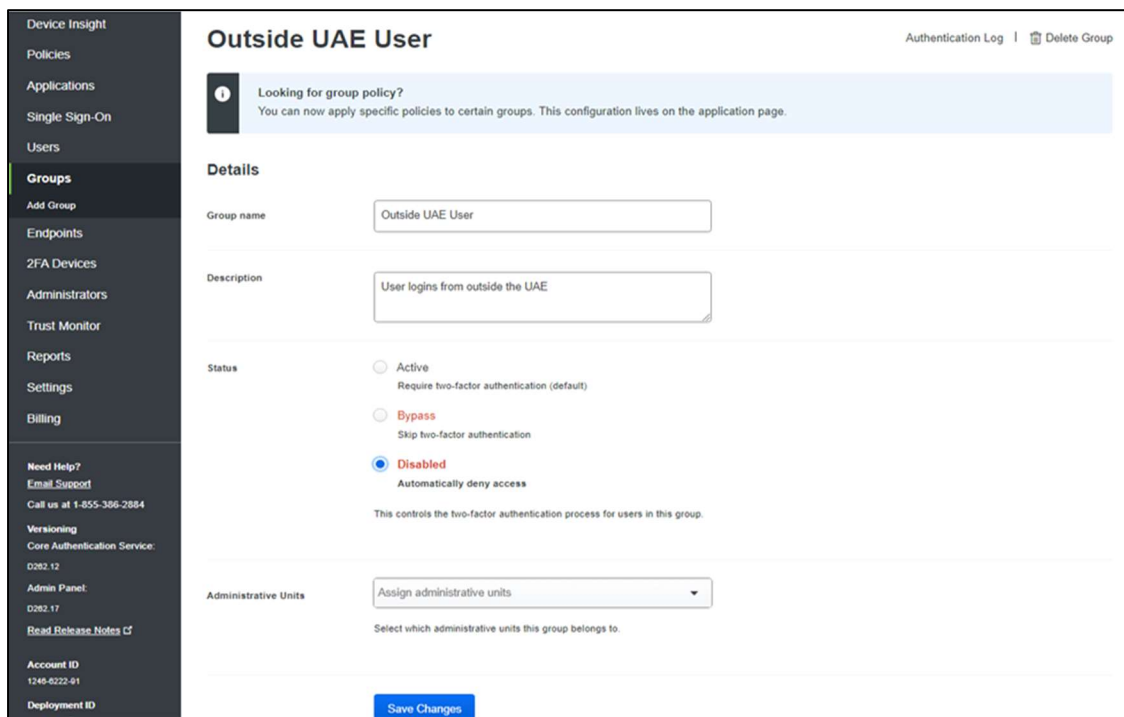 Device Insight
Policies
Applications
Single Sign-On
Users
Groups
Add Group
Endpoints
2FA Devices
Administrators
Trust Monitor
Reports
Settings
Billing
Need Help?
Email Support
Call us at 1-855-386-2884
Versioning
Core Authentication Service:
D262.12
Admin Panel:
D262.17
Read Release Notes
Account ID
1246-6222-91
Deployment ID
Outside UAE User
Authentication Log | Delete Group
Looking for group policy?
You can now apply specific policies to certain groups. This configuration lives on the application page.
Details
Group name
Outside UAE User
Description
User logins from outside the UAE
Status
Active
Require two-factor authentication (default)
Bypass
Skip two-factor authentication
Disabled
Automatically deny access
This controls the two-factor authentication process for users in this group.
Administrative Units
Assign administrative units
Select which administrative units this group belongs to.
Save Changes